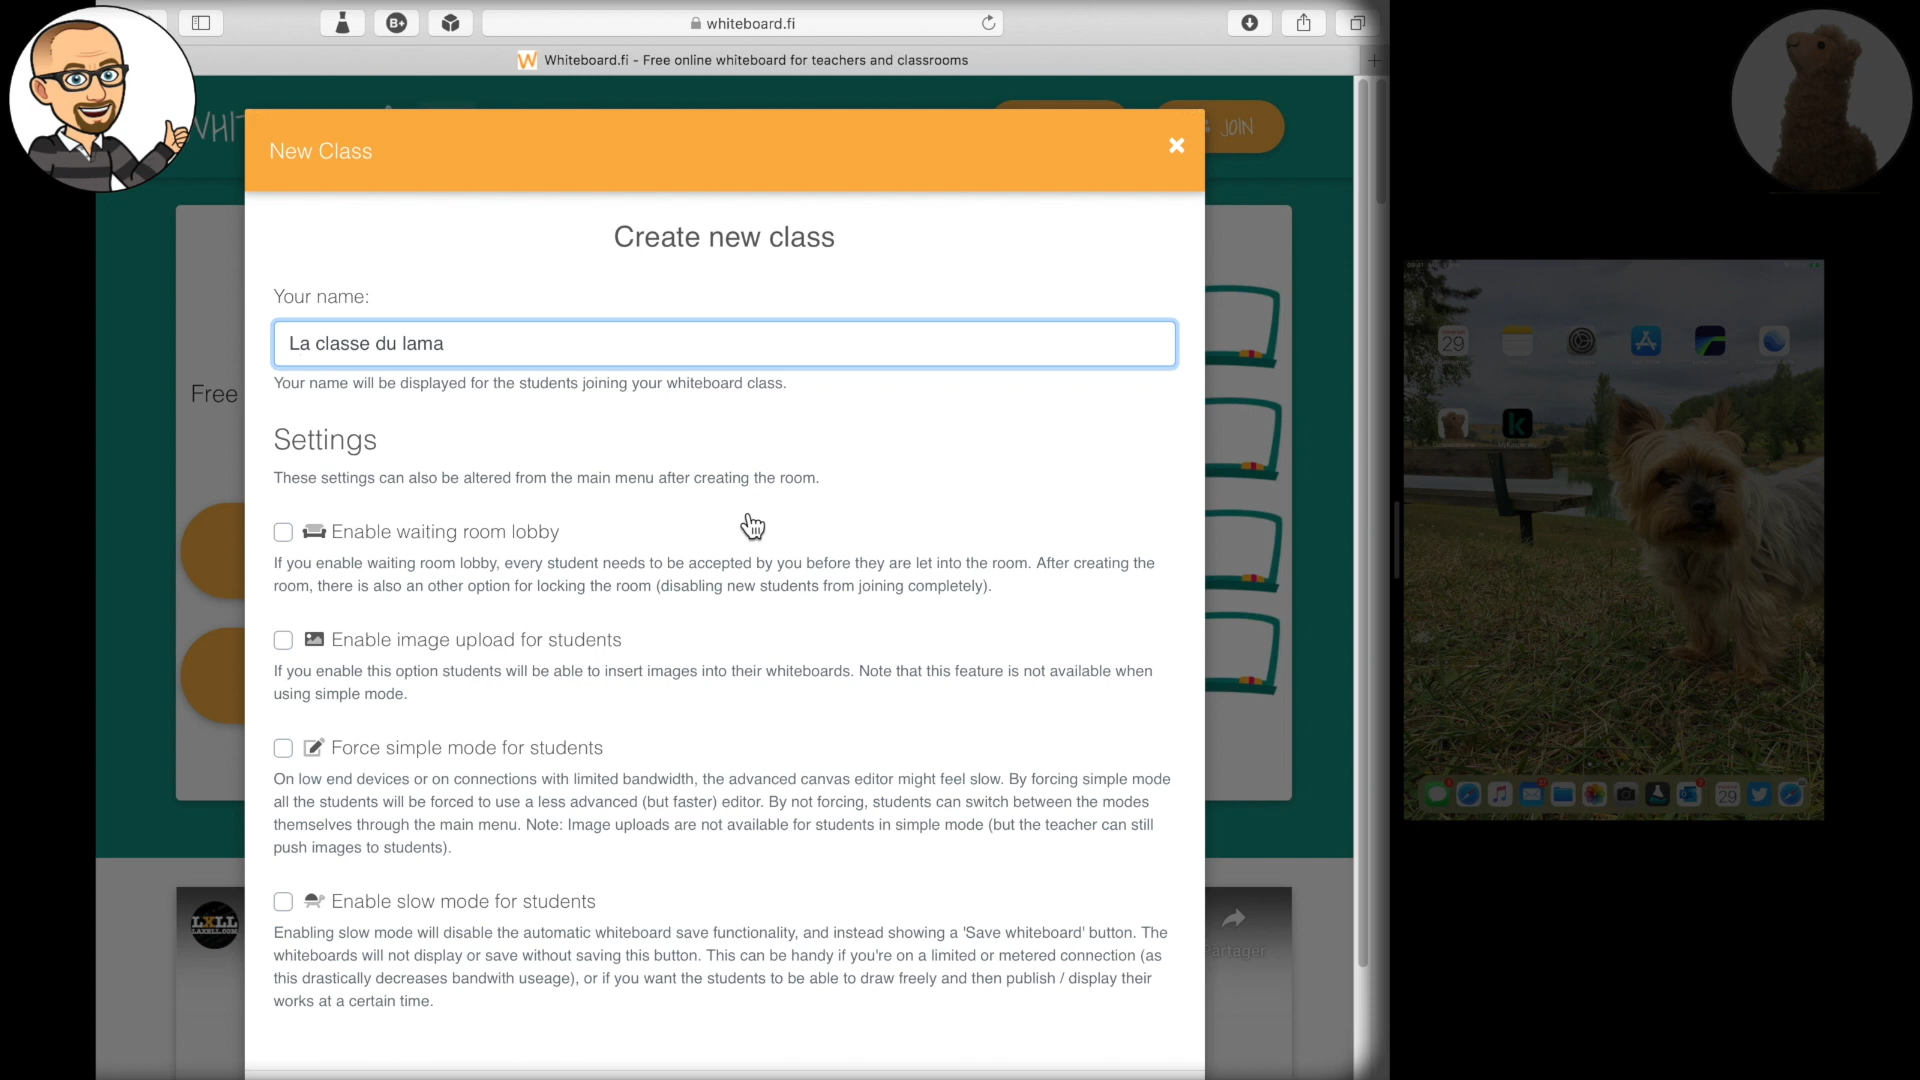 B+
whiteboard.fi
W Whiteboard.fi - Free online whiteboard for teachers and classrooms
WHIT
JOIN
New Class
Create new class
Your name:
La classe du lama
Your name will be displayed for the students joining your whiteboard class.
Free
Settings
These settings can also be altered from the main menu after creating the room.
Enable waiting room lobby
If you enable waiting room lobby, every student needs to be accepted by you before they are let into the room. After creating the
room, there is also an other option for locking the room (disabling new students from joining completely).
Enable image upload for students
If you enable this option students will be able to insert images into their whiteboards. Note that this feature is not available when
using simple mode.
Force simple mode for students
On low end devices or on connections with limited bandwidth, the advanced canvas editor might feel slow. By forcing simple mode
all the students will be forced to use a less advanced (but faster) editor. By not forcing, students can switch between the modes
themselves through the main menu. Note: Image uploads are not available for students in simple mode (but the teacher can still
push images to students).
Enable slow mode for students
Enabling slow mode will disable the automatic whiteboard save functionality, and instead showing a 'Save whiteboard' button. The
whiteboards will not display or save without saving this button. This can be handy if you're on a limited or metered connection (as
this drastically decreases bandwith useage), or if you want the students to be able to draw freely and then publish / display their
works at a certain time.
LXLL
LAXELL.COM
Partager
29
k
29